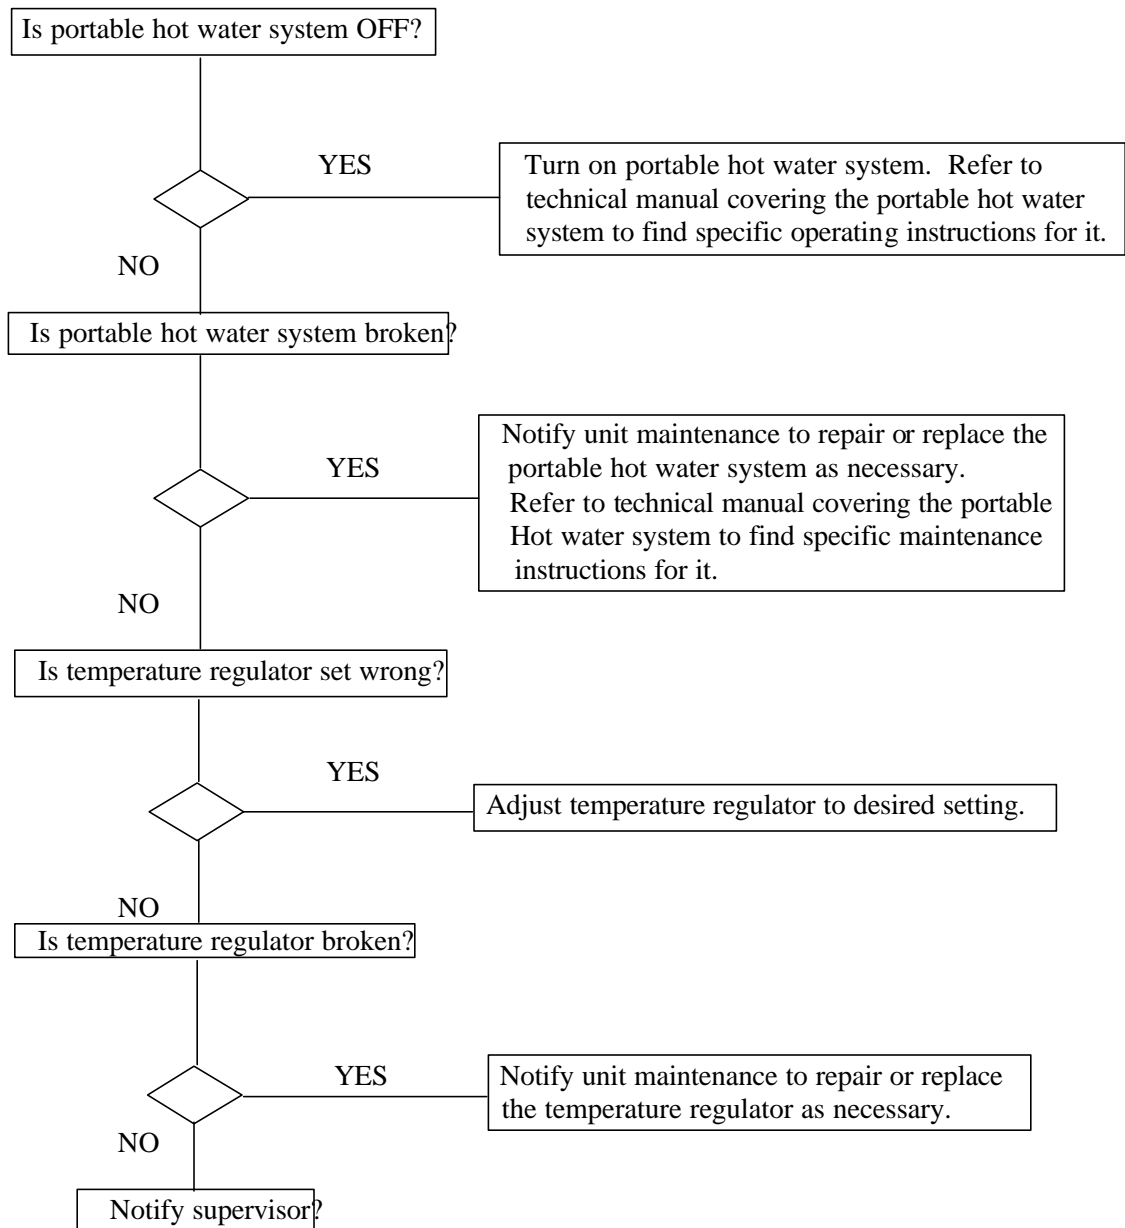 Is portable hot water system OFF?
YES
Turn on portable hot water system.  Refer to
technical manual covering the portable hot water
system to find specific operating instructions for it.
NO
Is portable hot water system broken?
YES
Notify unit maintenance to repair or replace the
portable hot water system as necessary.
Refer to technical manual covering the portable
Hot water system to find specific maintenance
instructions for it.
NO
Is temperature regulator set wrong?
YES
Adjust temperature regulator to desired setting.
NO
Is temperature regulator broken?
YES
Notify unit maintenance to repair or replace
the temperature regulator as necessary.
NO
Notify supervisor?